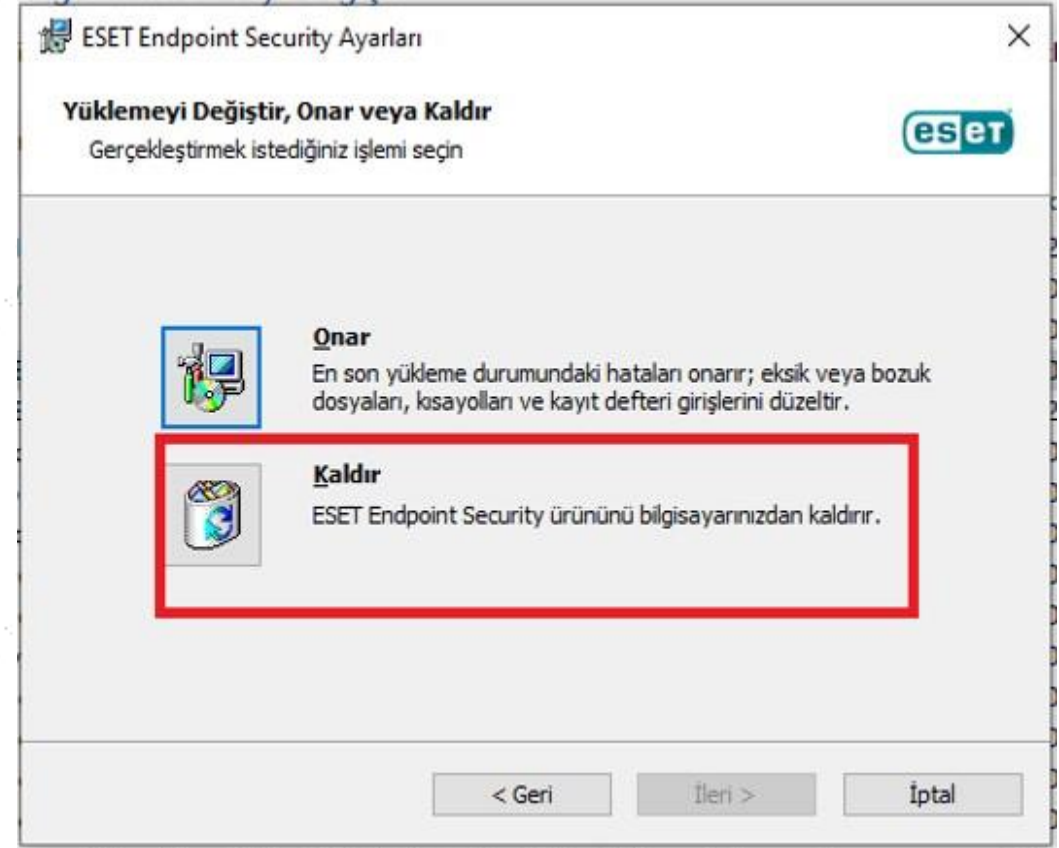 ESET Endpoint Security Ayarları
Yüklemeyi Değiştir, Onar veya Kaldır
Gerçekleştirmek istediğiniz işlemi seçin
eseT
Onar
En son yükleme durumundaki hataları onarır; eksik veya bozuk
dosyaları, kısayolları ve kayıt defteri girişlerini düzeltir.
Kaldır
ESET Endpoint Security ürününü bilgisayarınızdan kaldırır.
< Geri
İleri >
İptal